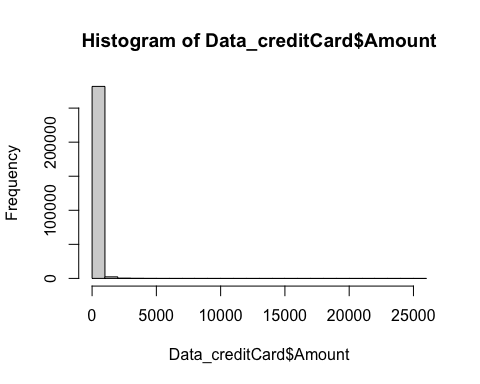 Histogram of Data_creditCard$Amount
Frequency
200000
100000
0
0 5000 10000 15000 20000 25000
Data_creditCard$Amount